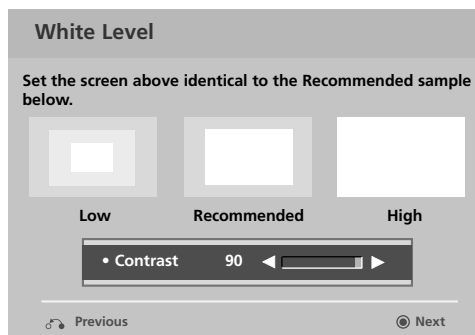 White Level
Set the screen above identical to the Recommended sample
below.
Low Recommended High
• Contrast 90
Previous Next